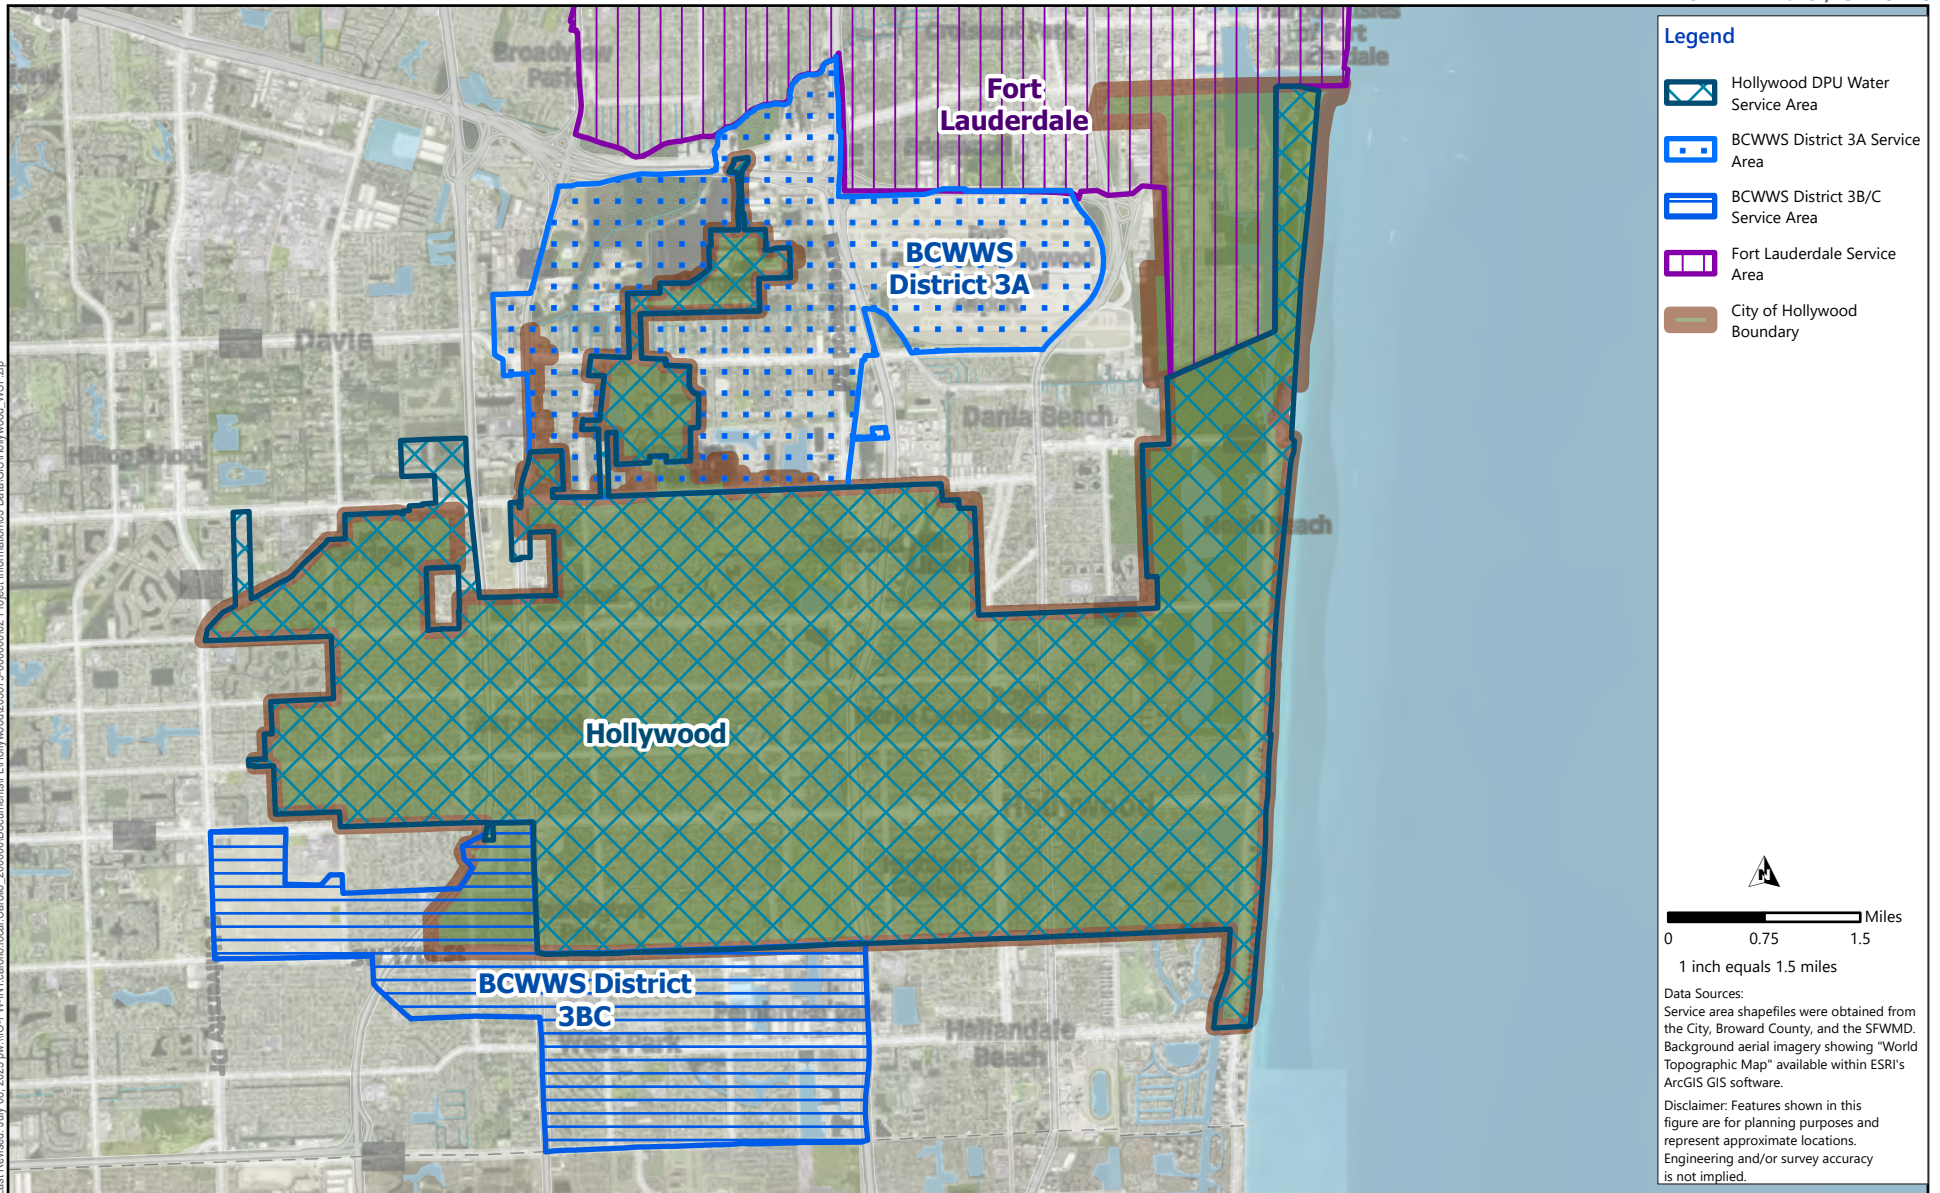 Legend
Hollywood DPU Water
Service Area
BCWWS District 3A Service
Area
BCWWS District 3B/C
Service Area
Fort Lauderdale Service
Area
City of Hollywood
Boundary
Fort
Lauderdale
BCWWS
District 3A
Davie
Dania Beach
Hollywood
Hollywood
BCWWS District
3BC
West Park
Hallandale
Beach
University Dr
N
Miles
0 0.75 1.5
1 inch equals 1.5 miles
Data Sources:
Service area shapefiles were obtained from
the City, Broward County, and the SFWMD.
Background aerial imagery showing "World
Topographic Map" available within ESRI's
ArcGIS GIS software.
Disclaimer: Features shown in this
figure are for planning purposes and
represent approximate locations.
Engineering and/or survey accuracy
is not implied.